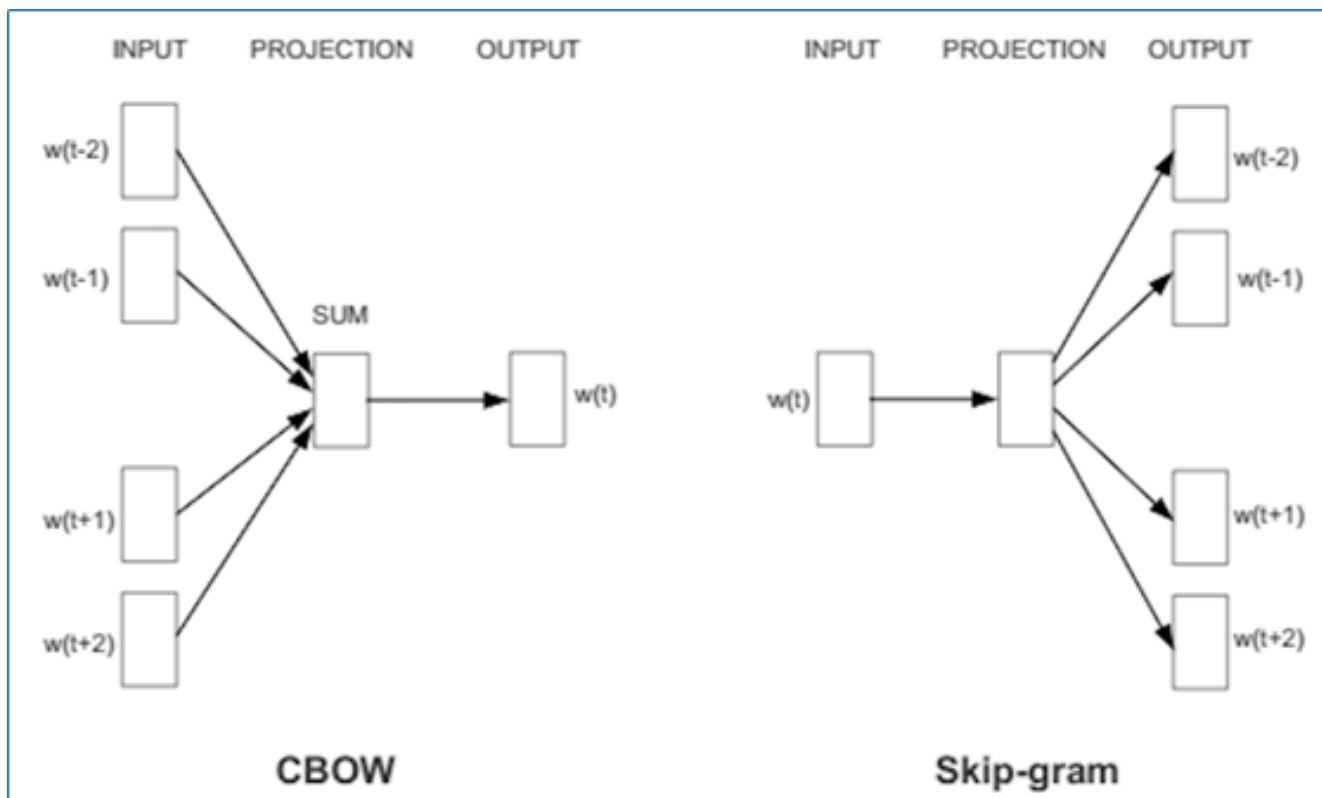 INPUT PROJECTION OUTPUT
w(t-2)
w(t-1)
SUM
w(t)
w(t+1)
w(t+2)
CBOW
INPUT PROJECTION OUTPUT
w(t-2)
w(t-1)
w(t)
w(t+1)
w(t+2)
Skip-gram